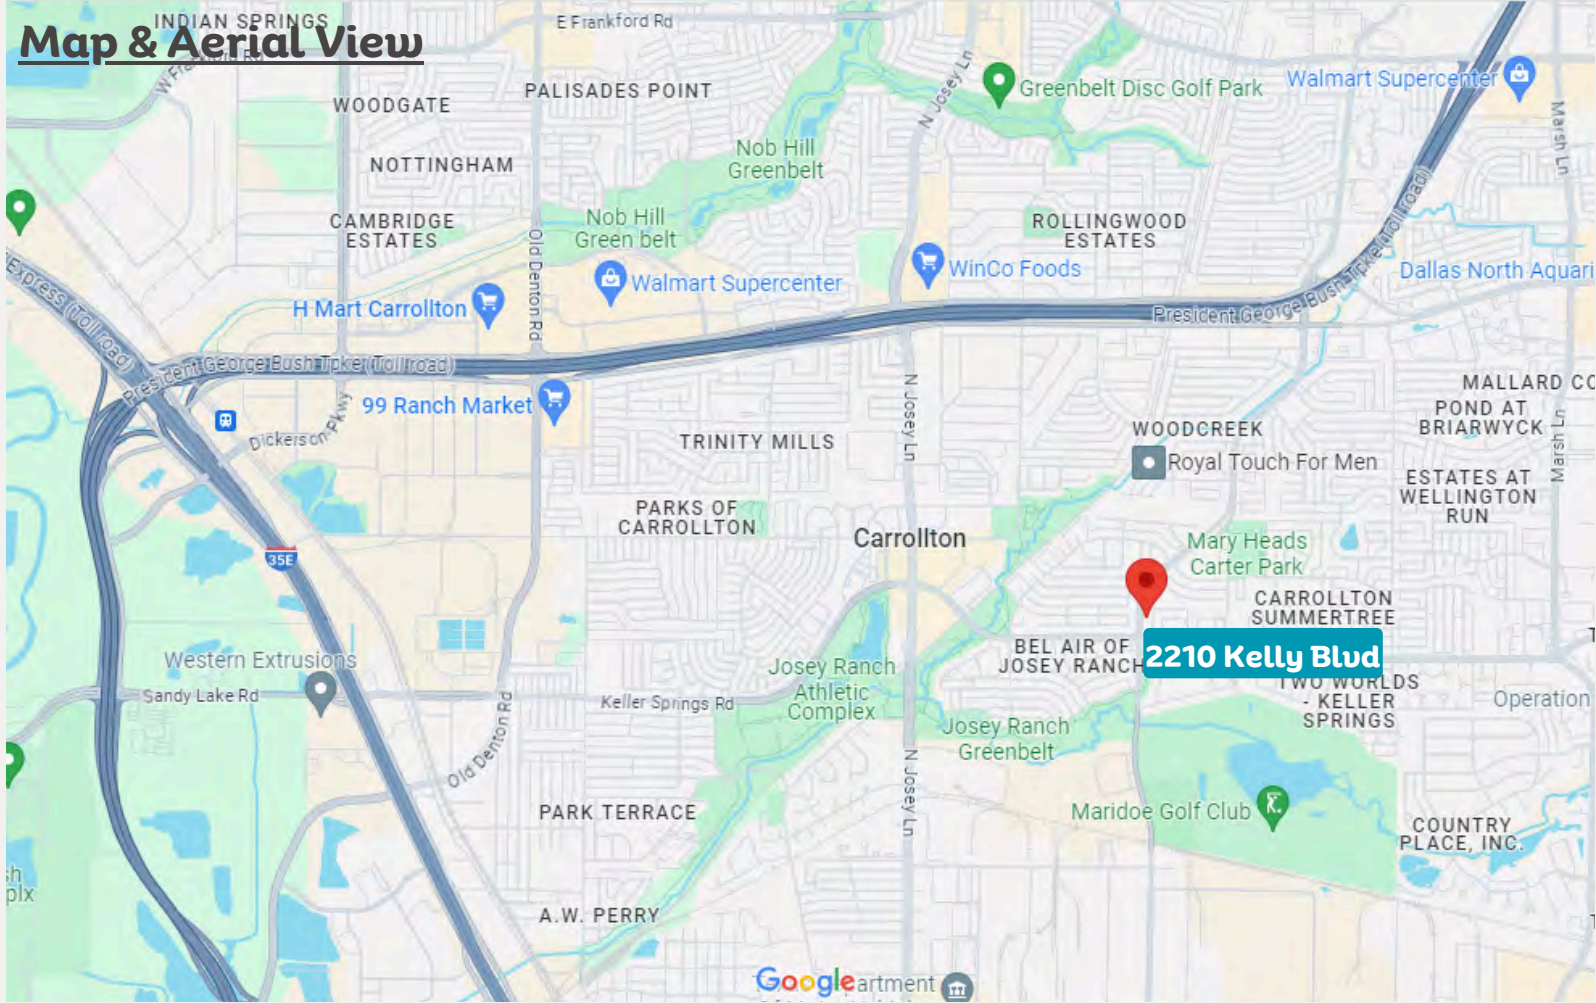 Map & Aerial View
INDIAN SPRINGS
E Frankford Rd
WOODGATE
PALISADES POINT
N Josey Ln
Greenbelt Disc Golf Park
Walmart Supercenter
Marsh Ln
NOTTINGHAM
Nob Hill
Greenbelt
CAMBRIDGE
ESTATES
Nob Hill
Green belt
ROLLINGWOOD
ESTATES
Old Denton Rd
Express (Toll road)
H Mart Carrollton
Walmart Supercenter
WinCo Foods
Dallas North Aquari
President George Bush Tpke (Toll road)
President George Bush Tpke (Toll road)
99 Ranch Market
Dickerson Pkwy
N Josey Ln
TRINITY MILLS
WOODCREEK
Royal Touch For Men
MALLARD CO
POND AT
BRIARWYCK
Marsh Ln
ESTATES AT
WELLINGTON
RUN
PARKS OF
CARROLLTON
Carrollton
35E
Mary Heads
Carter Park
CARROLLTON
SUMMERTREE
BEL AIR OF
JOSEY RANCH
2210 Kelly Blvd
TWO WORLDS
- KELLER
SPRINGS
Operation
Western Extrusions
Sandy Lake Rd
Keller Springs Rd
Josey Ranch
Athletic
Complex
Josey Ranch
Greenbelt
Old Denton Rd
N Josey Ln
PARK TERRACE
Maridoe Golf Club
COUNTRY
PLACE, INC.
sh
plx
A.W. PERRY
Google
artment